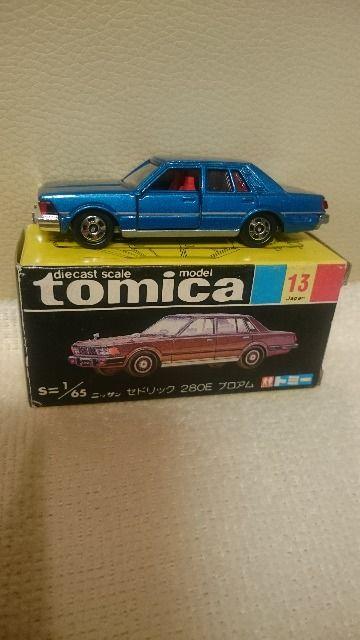 diecast scale model
tomica
13
Japan
S=1/65 ニッサン セドリック 280E ブロアム
トミー